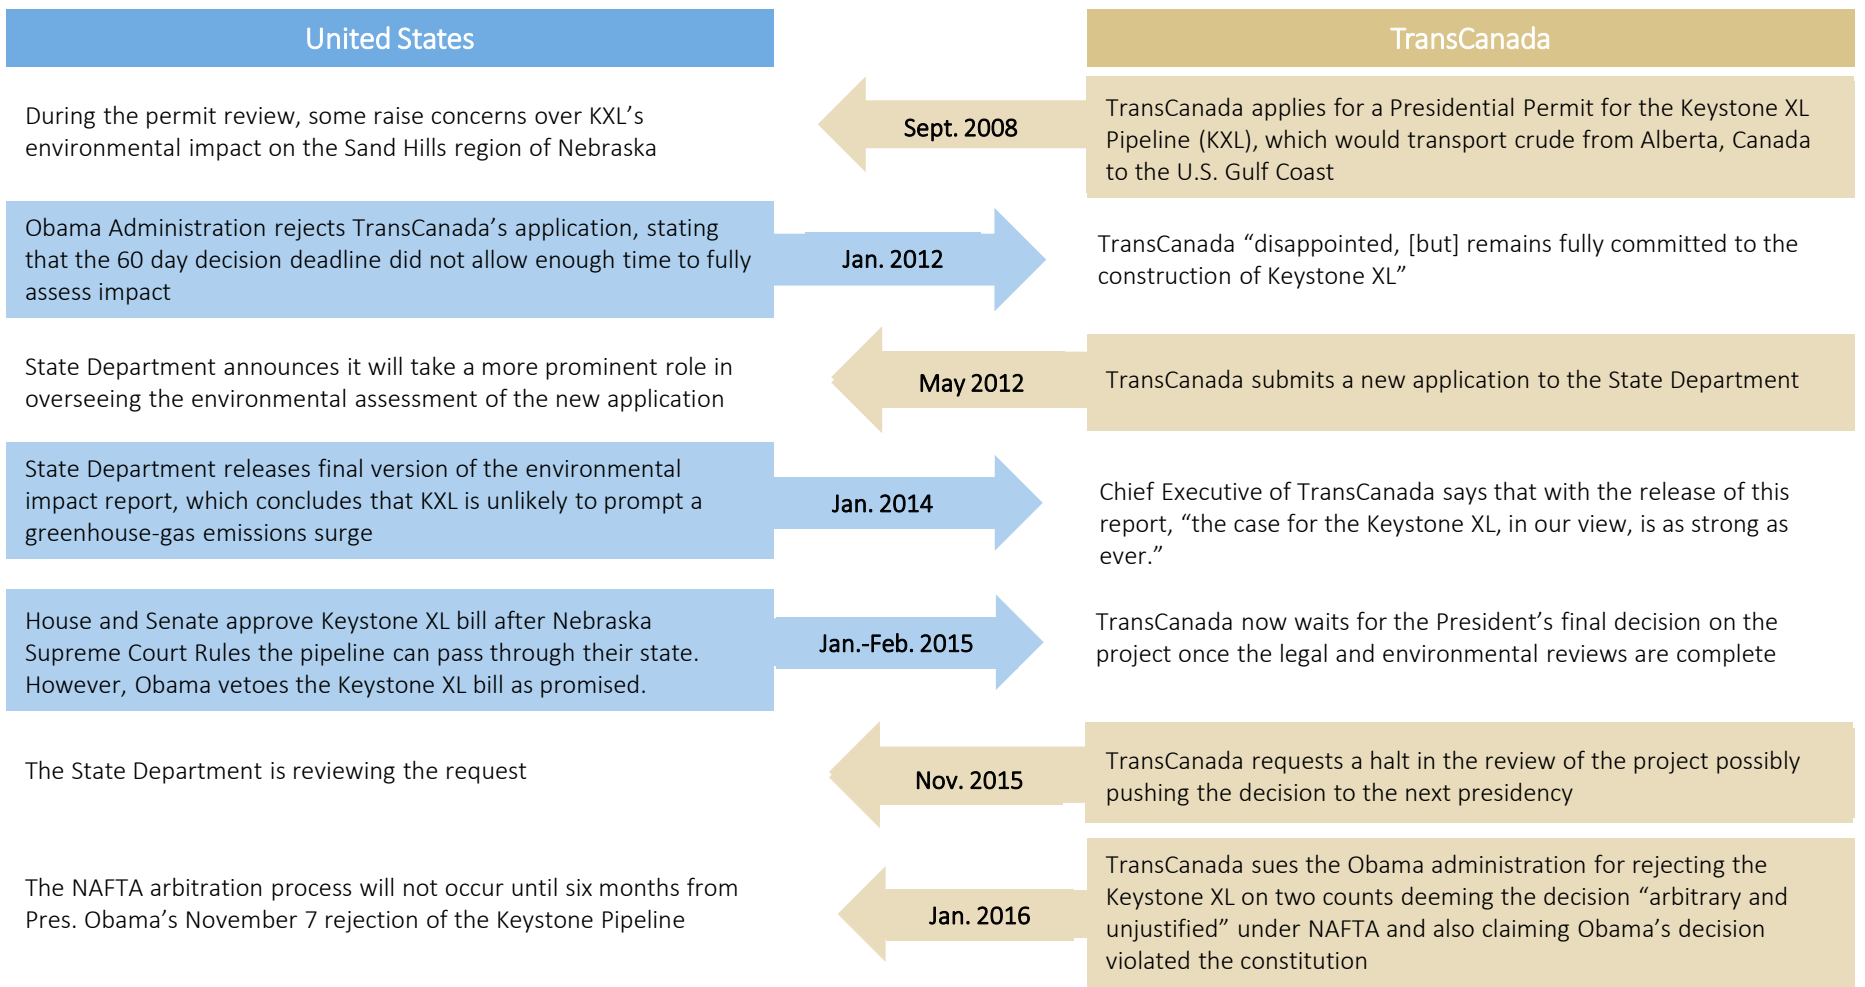 United States
TransCanada
During the permit review, some raise concerns over KXL’s
environmental impact on the Sand Hills region of Nebraska
Sept. 2008
TransCanada applies for a Presidential Permit for the Keystone XL
Pipeline (KXL), which would transport crude from Alberta, Canada
to the U.S. Gulf Coast
Obama Administration rejects TransCanada’s application, stating
that the 60 day decision deadline did not allow enough time to fully
assess impact
Jan. 2012
TransCanada “disappointed, [but] remains fully committed to the
construction of Keystone XL”
State Department announces it will take a more prominent role in
overseeing the environmental assessment of the new application
May 2012
TransCanada submits a new application to the State Department
State Department releases final version of the environmental
impact report, which concludes that KXL is unlikely to prompt a
greenhouse-gas emissions surge
Jan. 2014
Chief Executive of TransCanada says that with the release of this
report, “the case for the Keystone XL, in our view, is as strong as
ever.”
House and Senate approve Keystone XL bill after Nebraska
Supreme Court Rules the pipeline can pass through their state.
However, Obama vetoes the Keystone XL bill as promised.
Jan.-Feb. 2015
TransCanada now waits for the President’s final decision on the
project once the legal and environmental reviews are complete
The State Department is reviewing the request
Nov. 2015
TransCanada requests a halt in the review of the project possibly
pushing the decision to the next presidency
The NAFTA arbitration process will not occur until six months from
Pres. Obama’s November 7 rejection of the Keystone Pipeline
Jan. 2016
TransCanada sues the Obama administration for rejecting the
Keystone XL on two counts deeming the decision “arbitrary and
unjustified” under NAFTA and also claiming Obama’s decision
violated the constitution